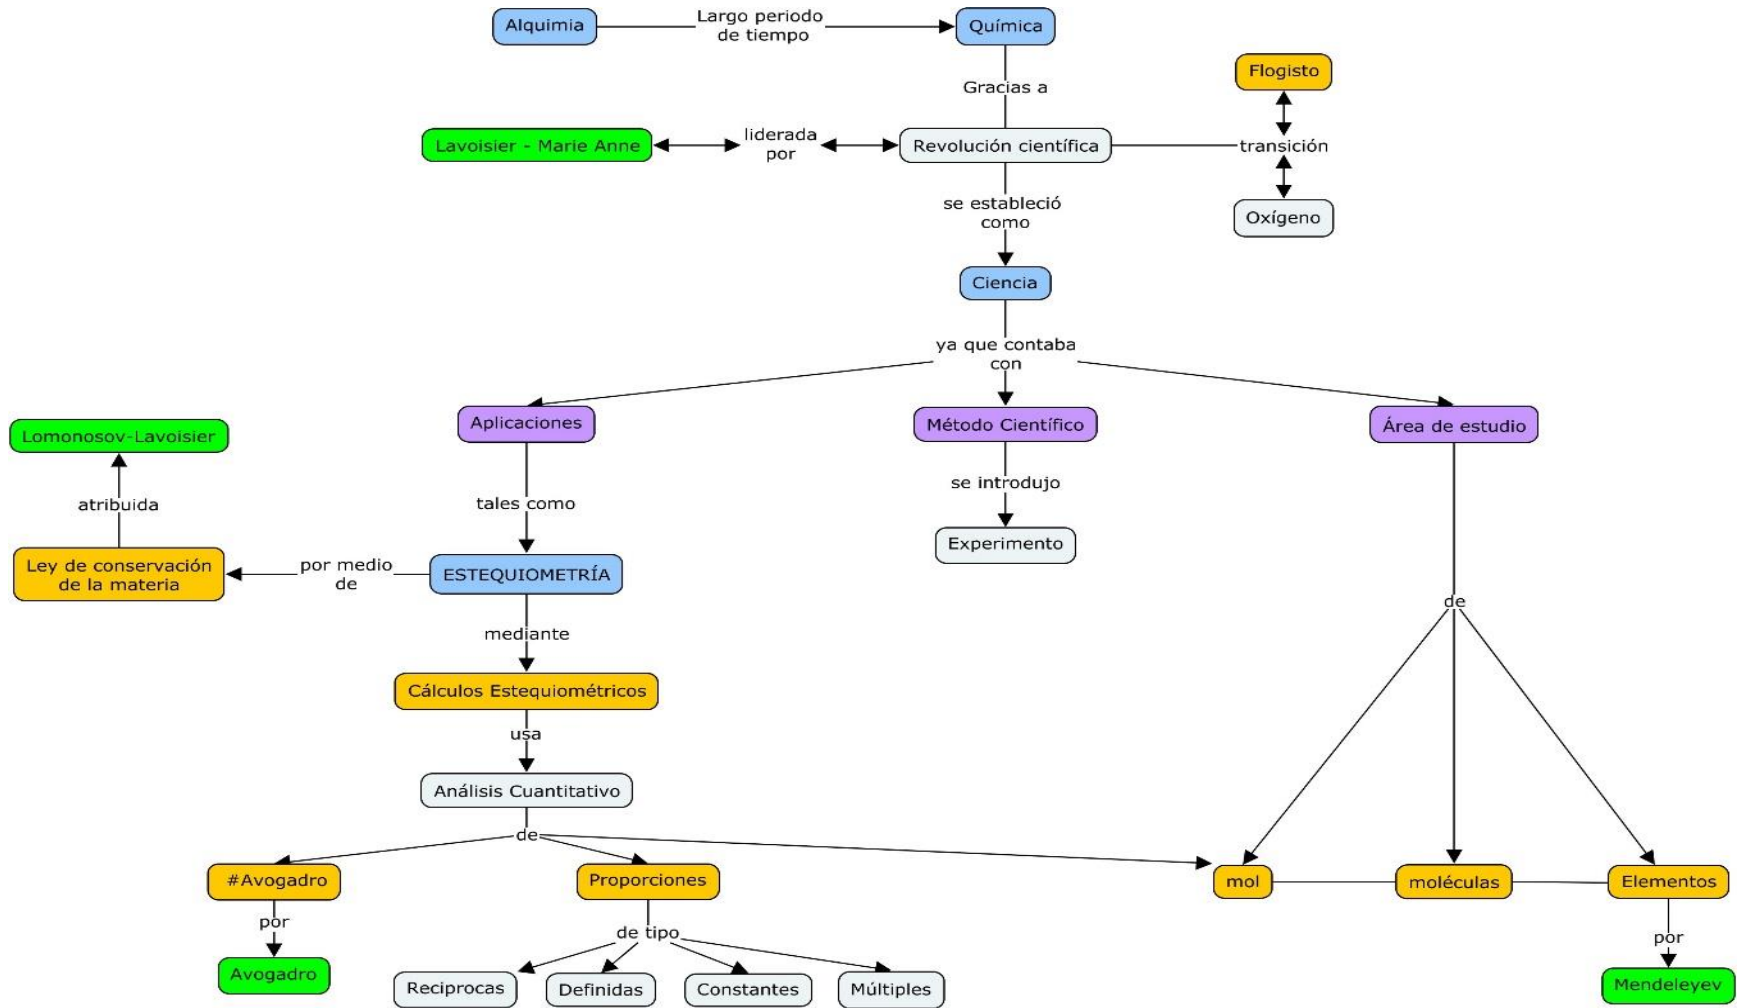 Alquimia
Largo periodo
de tiempo
Química
Gracias a
Flogisto
Lavoisier - Marie Anne
liderada
por
Revolución científica
transición
Oxígeno
se estableció
como
Ciencia
ya que contaba
con
Aplicaciones
Método Científico
Área de estudio
Lomonosov-Lavoisier
atribuida
Ley de conservación
de la materia
por medio
de
tales como
ESTEQUIOMETRÍA
se introdujo
Experimento
de
mediante
Cálculos Estequiométricos
usa
Análisis Cuantitativo
de
#Avogadro
Proporciones
mol
moléculas
Elementos
por
Avogadro
de tipo
Reciprocas
Definidas
Constantes
Múltiples
por
Mendeleyev